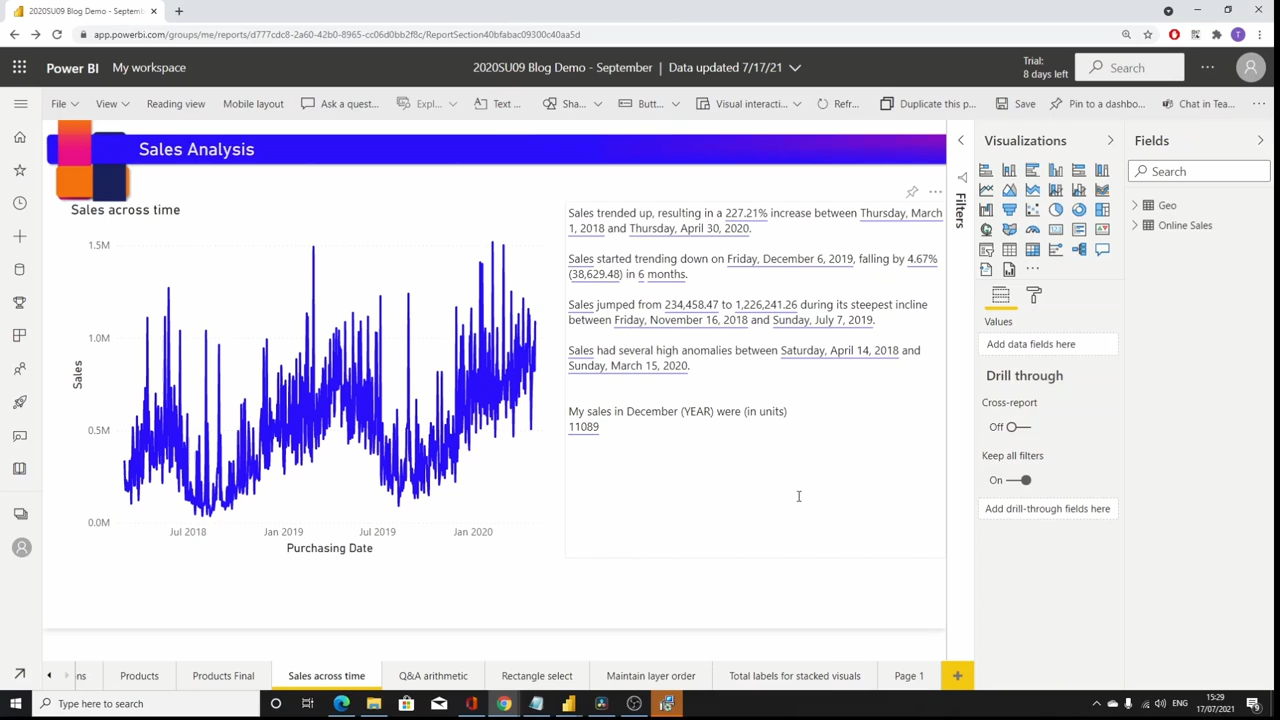 2020SU09 Blog Demo - Septemb
app.powerbi.com/groups/me/reports/d777cdc8-2a60-42b0-8965-cc06d0bb2f8c/ReportSection40bfabac09300c40aa5d
Power BI My workspace
2020SU09 Blog Demo - September | Data updated 7/17/21
Trial:
8 days left
Search
File View Reading view Mobile layout Ask a quest... Expl... Text ... Sha... Butt... Visual interacti... Refr... Duplicate this p... Save Pin to a dashbo... Chat in Tea...
Sales Analysis
Sales across time
1.5M
1.0M
0.5M
0.0M
Sales
Jul 2018 Jan 2019 Jul 2019 Jan 2020
Purchasing Date
Sales trended up, resulting in a 227.21% increase between Thursday, March
1, 2018 and Thursday, April 30, 2020.
Sales started trending down on Friday, December 6, 2019, falling by 4.67%
(38,629.48) in 6 months.
Sales jumped from 234,458.47 to 1,226,241.26 during its steepest incline
between Friday, November 16, 2018 and Sunday, July 7, 2019.
Sales had several high anomalies between Saturday, April 14, 2018 and
Sunday, March 15, 2020.
My sales in December (YEAR) were (in units)
11089
Filters
Visualizations
Values
Add data fields here
Drill through
Cross-report
Off
Keep all filters
On
Add drill-through fields here
Fields
Search
Geo
Online Sales
ns Products Products Final Sales across time Q&A arithmetic Rectangle select Maintain layer order Total labels for stacked visuals Page 1
Type here to search
ENG
15:29
17/07/2021